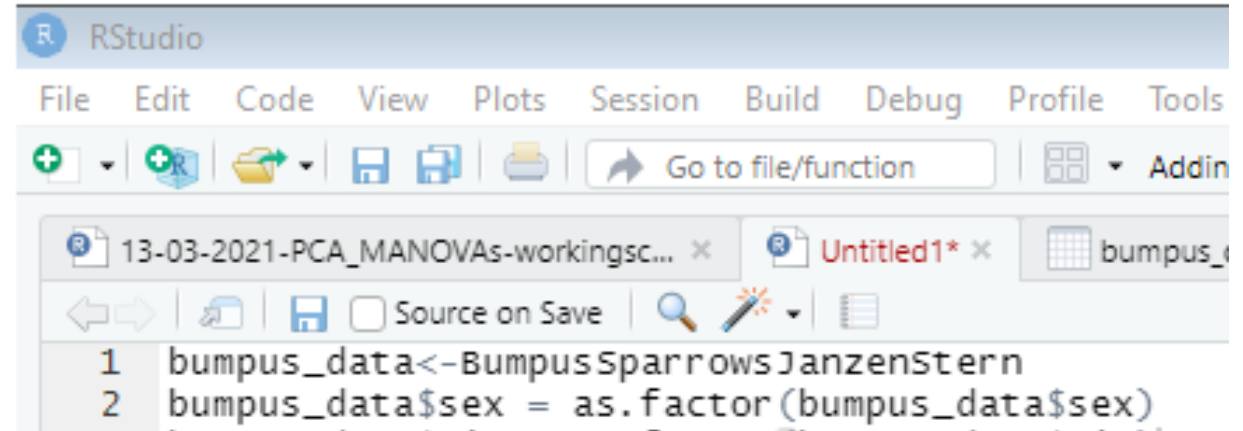 RStudio
File Edit Code View Plots Session Build Debug Profile Tools
Go to file/function Addin
13-03-2021-PCA_MANOVAs-workingsc... Untitled1* bumpus_
Source on Save
1 bumpus_data<-BumpusSparrowsJanzenStern
2 bumpus_data$sex = as.factor(bumpus_data$sex)